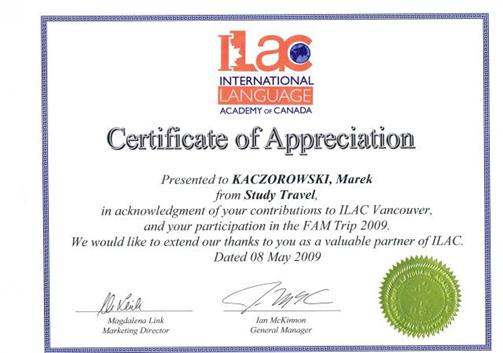 ILAC
INTERNATIONAL
LANGUAGE
ACADEMY OF CANADA
Certificate of Appreciation
Presented to KACZOROWSKI, Marek
from Study Travel,
in acknowledgment of your contributions to ILAC Vancouver,
and your participation in the FAM Trip 2009.
We would like to extend our thanks to you as a valuable partner of ILAC.
Dated 08 May 2009
Magdalena Link
Marketing Director
Ian McKinnon
General Manager